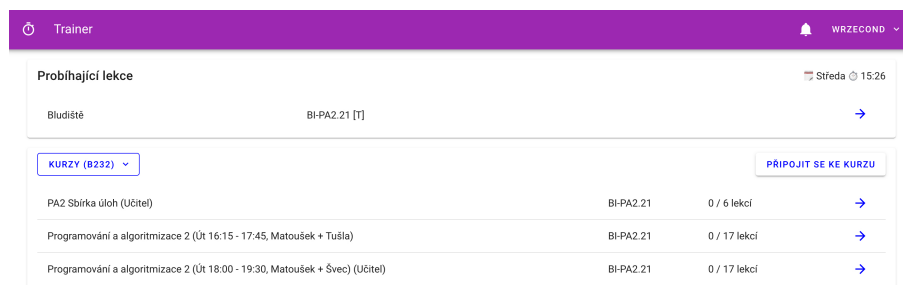 Trainer WRZECOND
Probíhající lekce Středa 15:26
Bludiště BI-PA2.21 [T]
KURZY (B232) PŘIPOJIT SE KE KURZU
PA2 Sbírka úloh (Učitel) BI-PA2.21 0 / 6 lekcí
Programování a algoritmizace 2 (Út 16:15 - 17:45, Matoušek + Tušla) BI-PA2.21 0 / 17 lekcí
Programování a algoritmizace 2 (Út 18:00 - 19:30, Matoušek + Švec) (Učitel) BI-PA2.21 0 / 17 lekcí